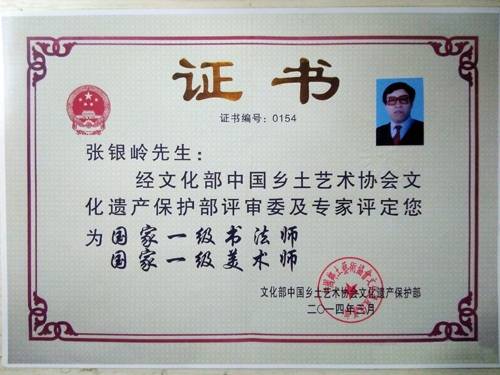 证书
证书编号：0154
张银岭先生：
经文化部中国乡土艺术协会文
化遗产保护部评审委及专家评定您
为国家一级书法师
国家一级美术师
文化部中国乡土艺术协会文化遗产保护部
二〇一四年三月